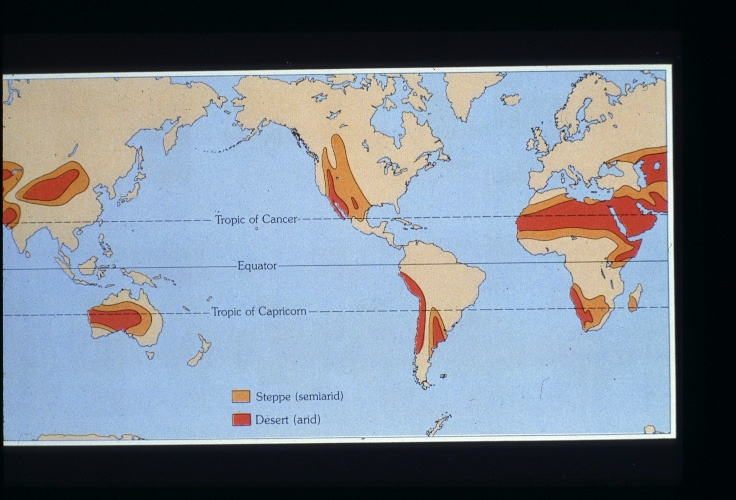 Tropic of Cancer
Equator
Tropic of Capricorn
Steppe (semiarid)
Desert (arid)